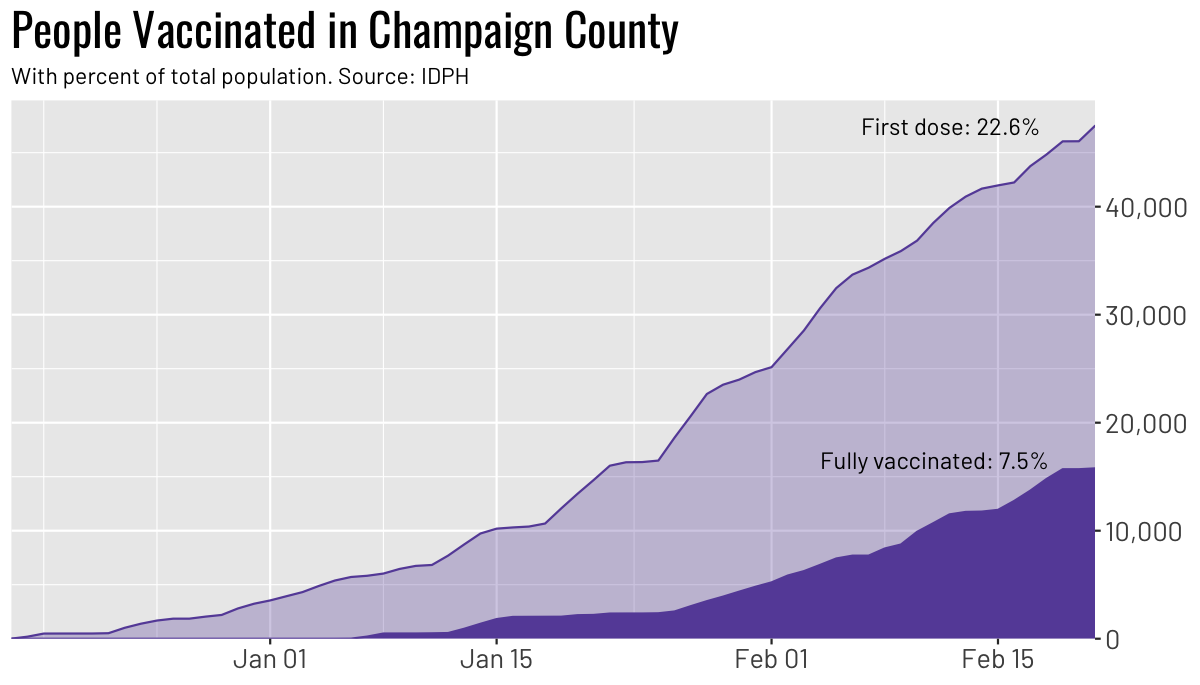 People Vaccinated in Champaign County
With percent of total population. Source: IDPH
First dose: 22.6%
40,000
30,000
20,000
Fully vaccinated: 7.5%
10,000
0
Jan 01
Jan 15
Feb 01
Feb 15